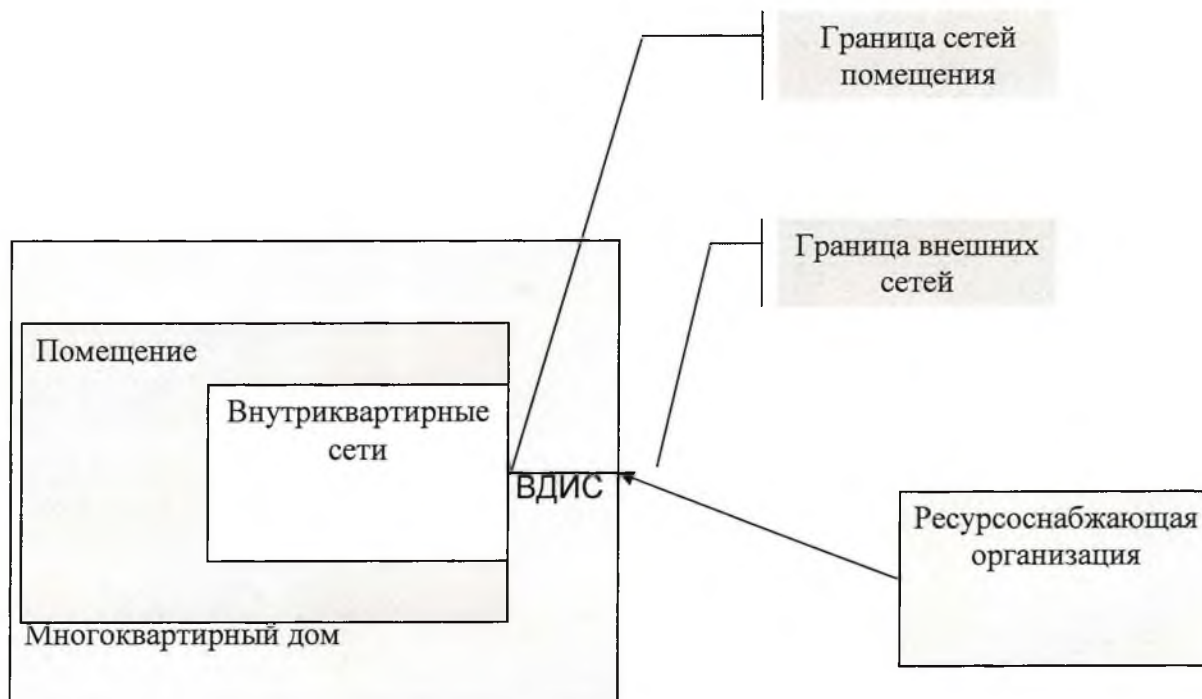 Граница сетей
помещения
Граница внешних
сетей
Помещение
Внутриквартирные
сети
ВДИС
Ресурсоснабжающая
организация
Многоквартирный дом